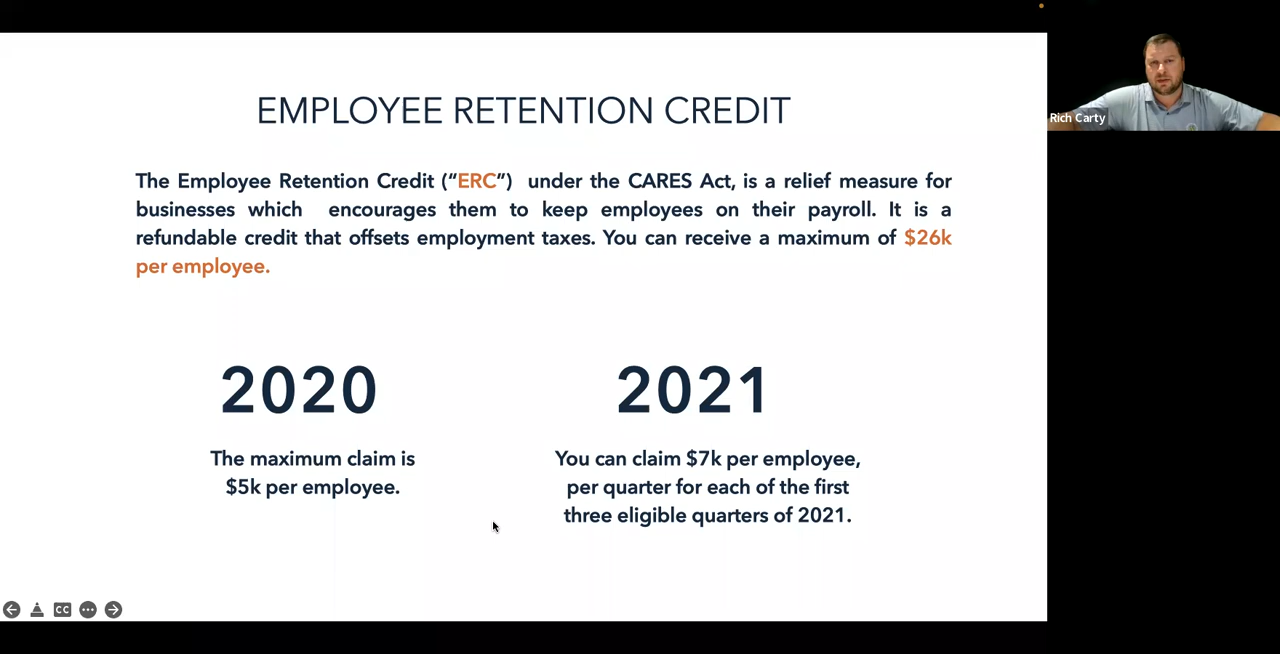 EMPLOYEE RETENTION CREDIT
The Employee Retention Credit (“ERC”) under the CARES Act, is a relief measure for
businesses which encourages them to keep employees on their payroll. It is a
refundable credit that offsets employment taxes. You can receive a maximum of $26k
per employee.
2020
The maximum claim is
$5k per employee.
2021
You can claim $7k per employee,
per quarter for each of the first
three eligible quarters of 2021.
Rich Carty
CC